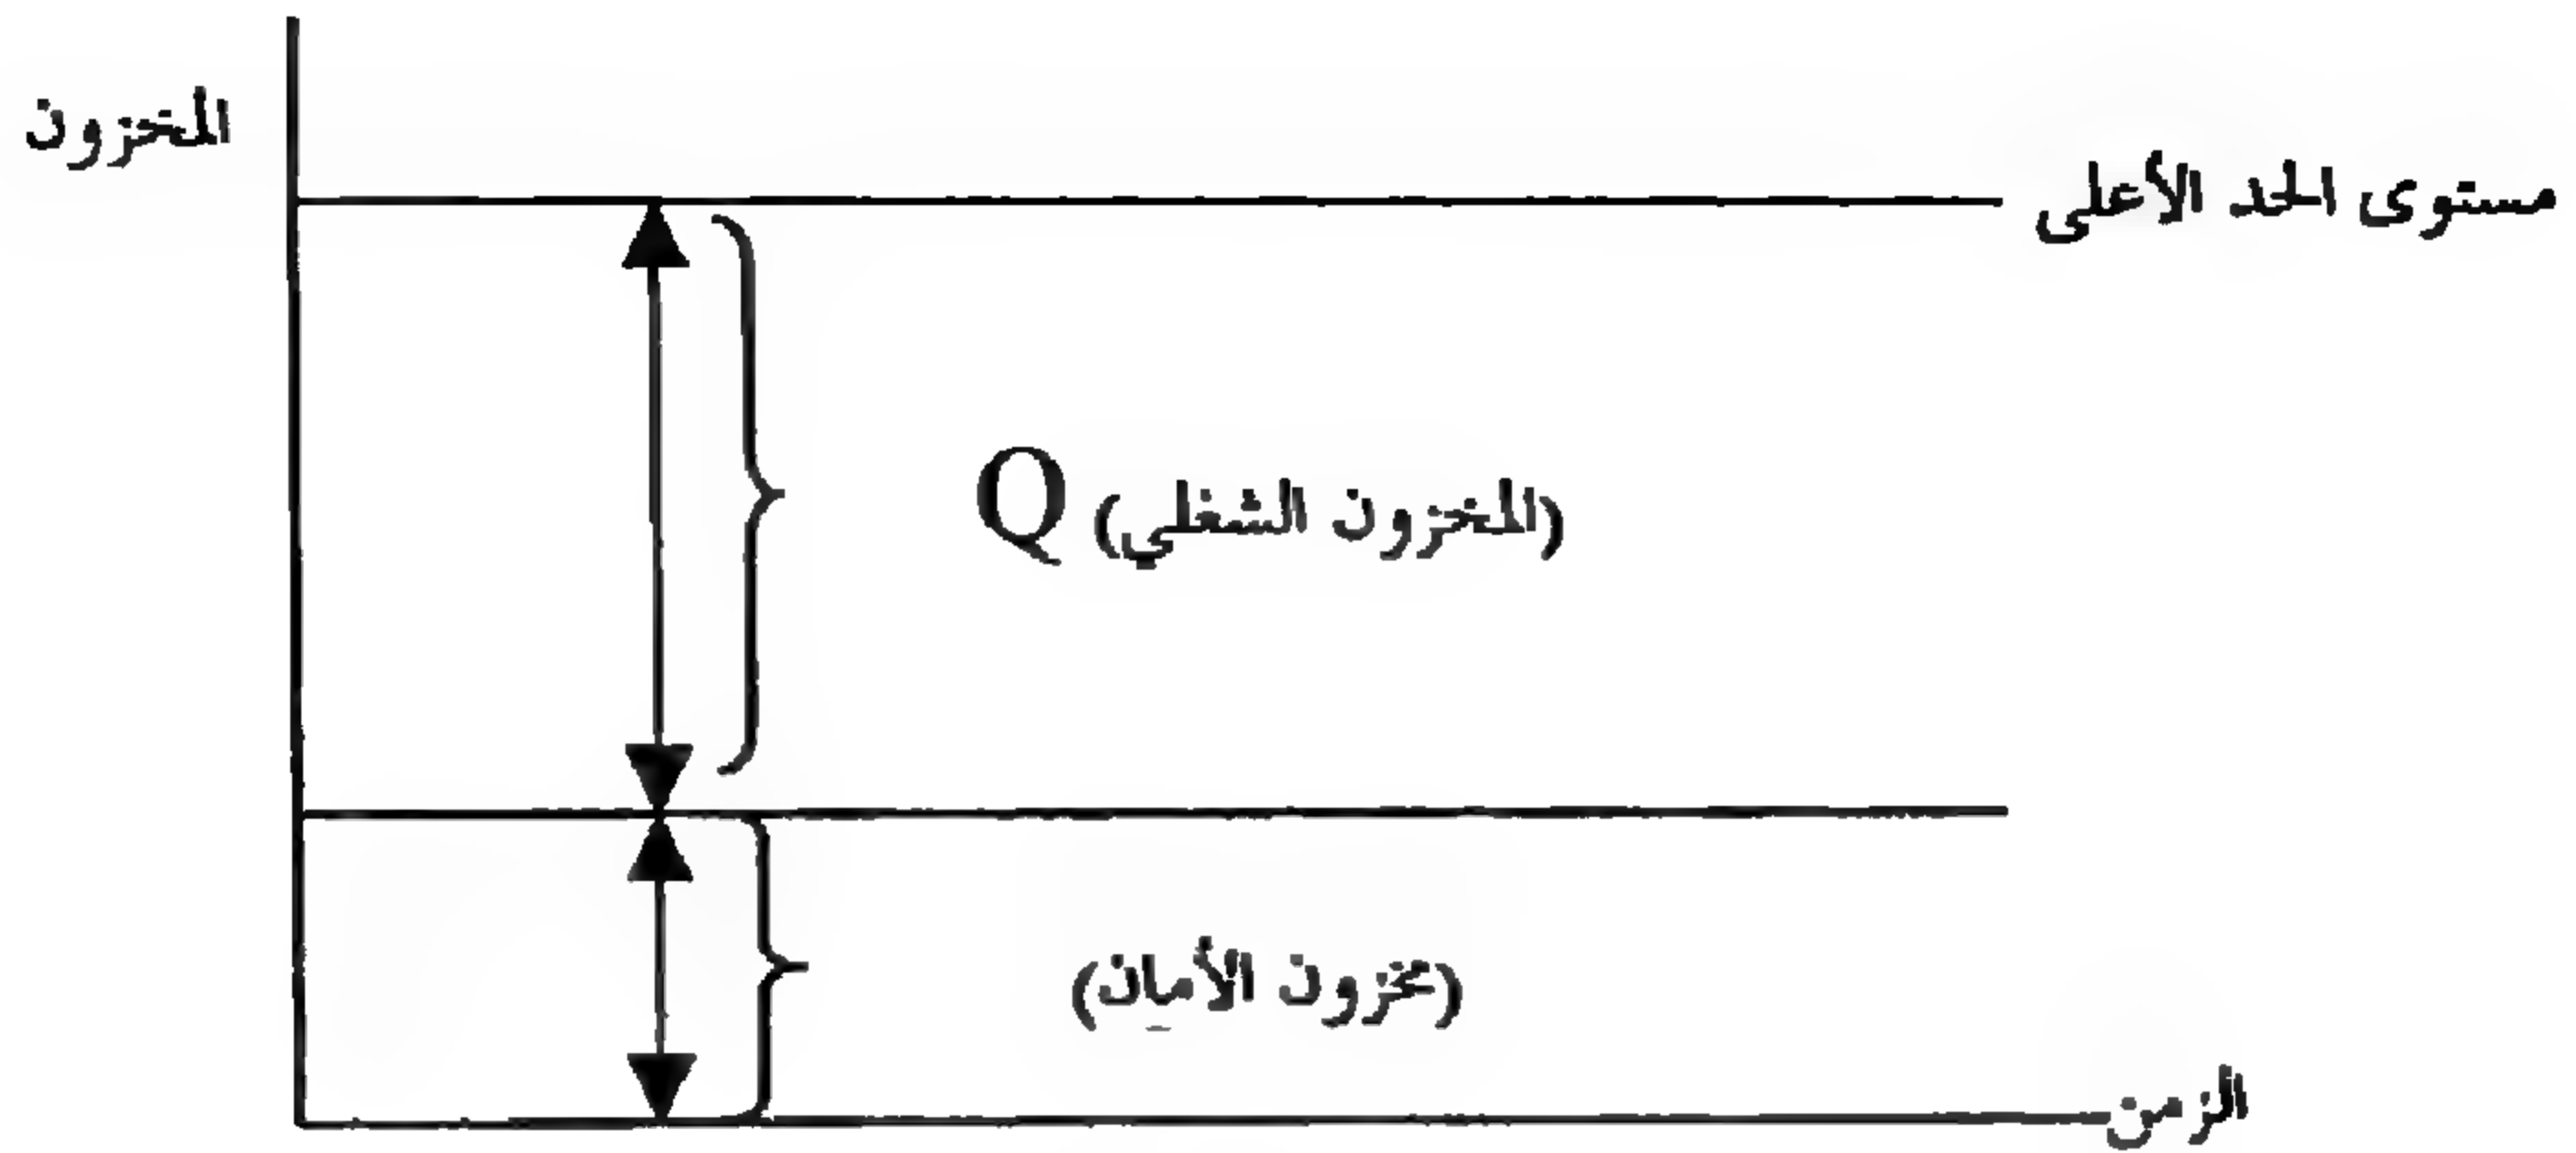 المخزون
مستوى الحد الأعلى
Q (المخزون الشغلي)
(مخزون الأمان)
الزمن